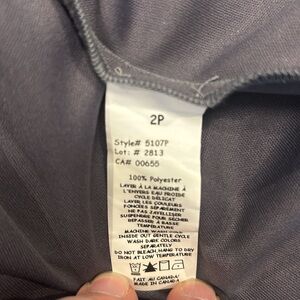 2P
Style# 5107P
Lot: # 2813
CA# 00655
100% Polyester
LAVER À LA MACHINE À
L'ENVERS EAU FROIDE
CYCLE DÉLICAT
LAVER LES COULEURS
FONCÉES SÉPARÉMENT
NE PAS JAVELLISER
SUSPENDRE POUR SÉCHER
REPASSER À BASSE
TEMPÉRATURE
MACHINE WASH COLD
INSIDE OUT GENTLE CYCLE
WASH DARK COLORS
SEPARATELY
DO NOT BLEACH HANG TO DRY
IRON AT LOW TEMPERATURE
FAIT AU CANADA
MADE IN CANADA